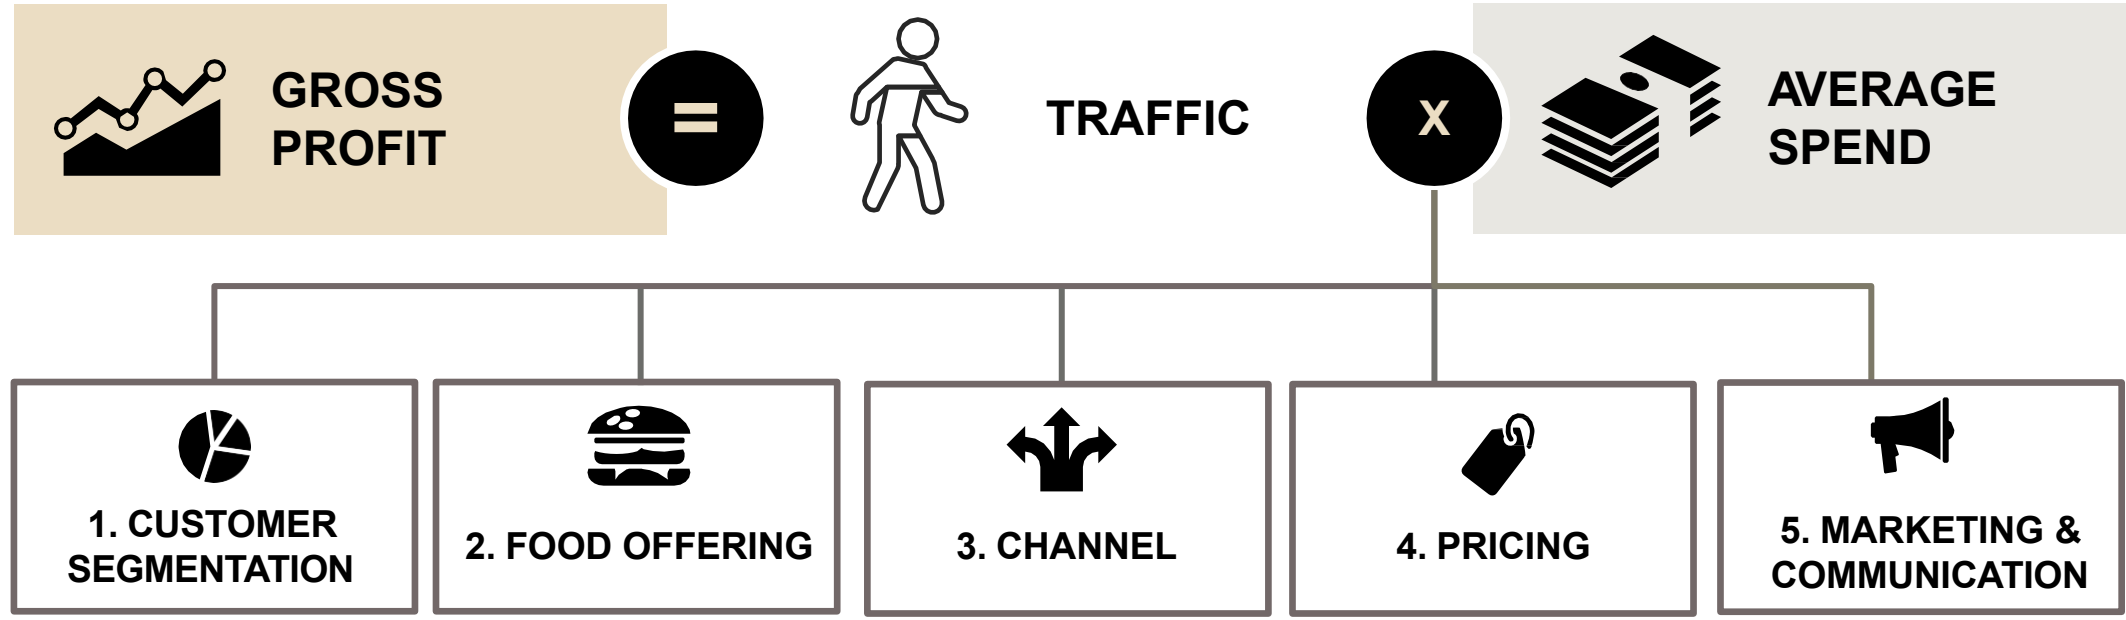 GROSS
PROFIT
=
TRAFFIC
X
AVERAGE
SPEND
1. CUSTOMER
SEGMENTATION
2. FOOD OFFERING
3. CHANNEL
4. PRICING
5. MARKETING &
COMMUNICATION